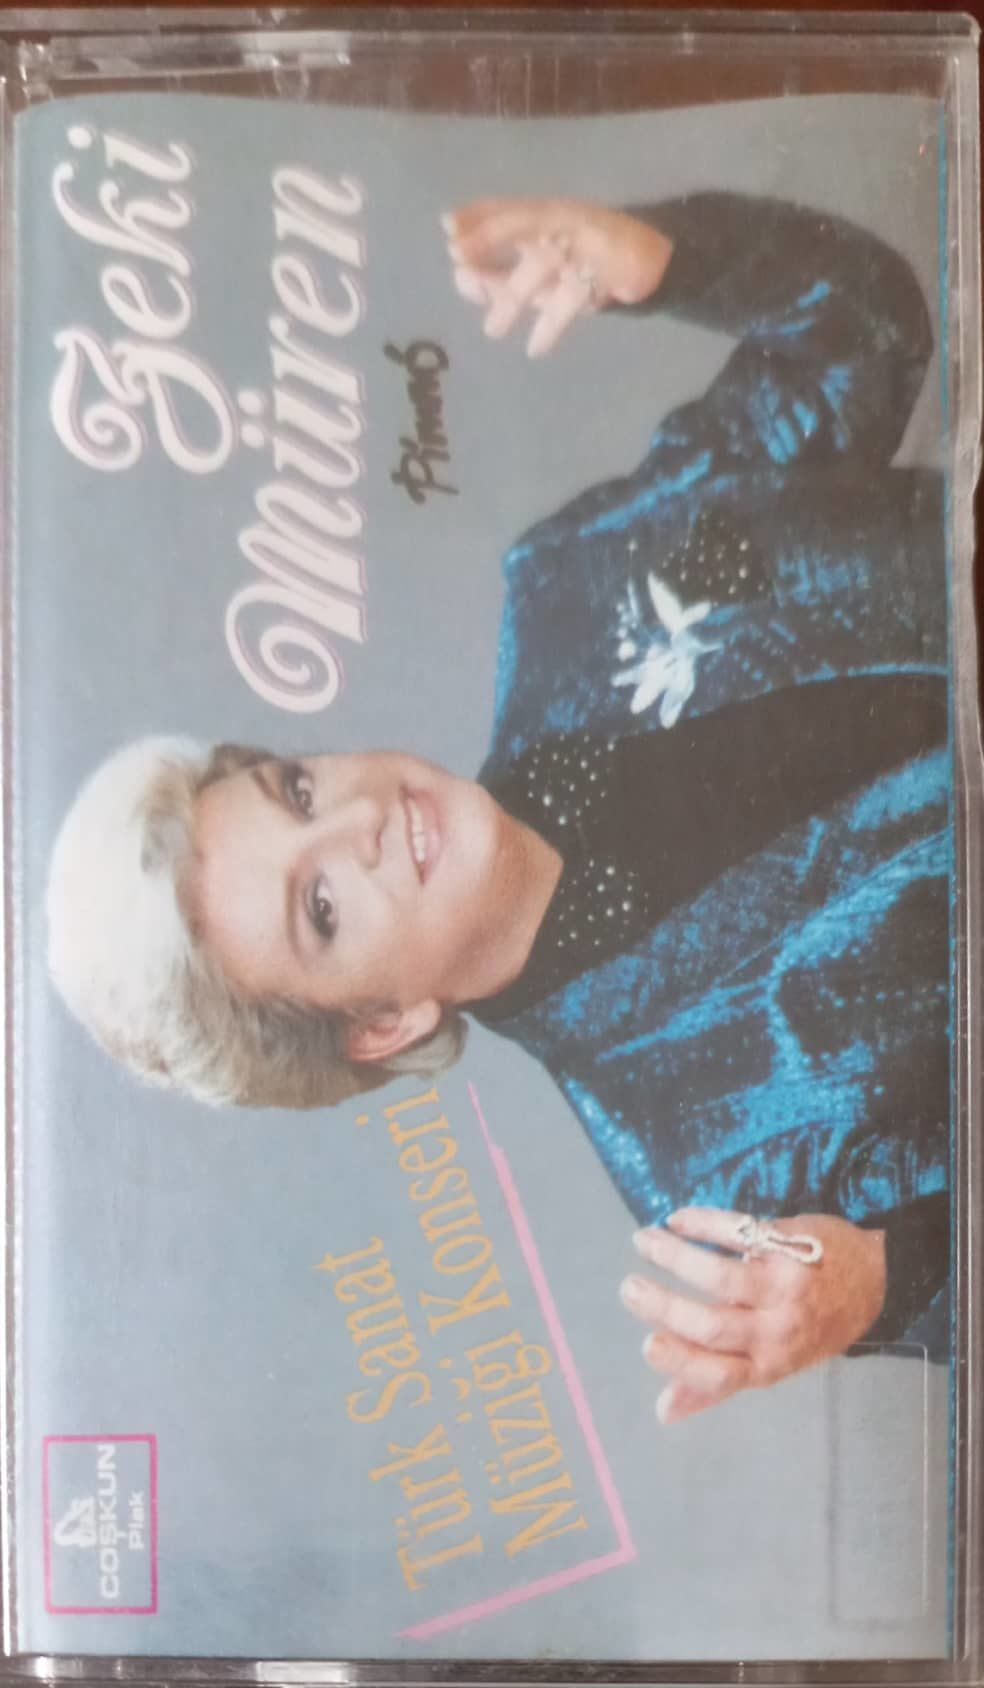 Zeki
Müren
Türk Sanat
Müziği Konseri
COŞKUN
Plak